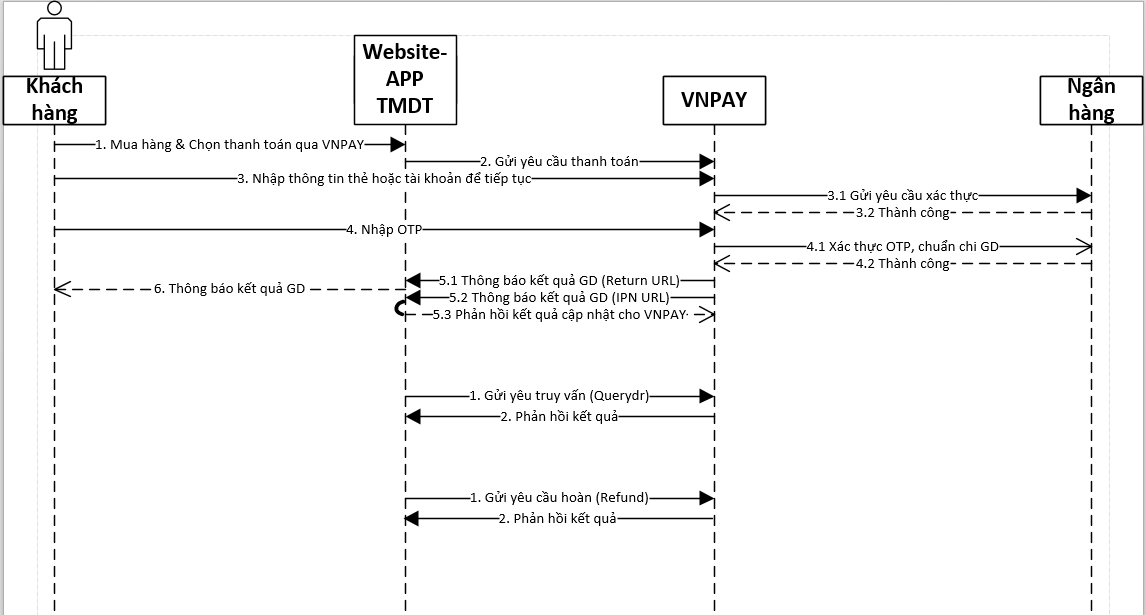 Khách
hàng
Website-
APP
TMDT
VNPAY
Ngân
hàng
1. Mua hàng & Chọn thanh toán qua VNPAY
2. Gửi yêu cầu thanh toán
3. Nhập thông tin thẻ hoặc tài khoản để tiếp tục
3.1 Gửi yêu cầu xác thực
3.2 Thành công
4. Nhập OTP
4.1 Xác thực OTP, chuẩn chi GD
4.2 Thành công
5.1 Thông báo kết quả GD (Return URL)
6. Thông báo kết quả GD
5.2 Thông báo kết quả GD (IPN URL)
5.3 Phản hồi kết quả cập nhật cho VNPAY
1. Gửi yêu truy vấn (Querydr)
2. Phản hồi kết quả
1. Gửi yêu cầu hoàn (Refund)
2. Phản hồi kết quả